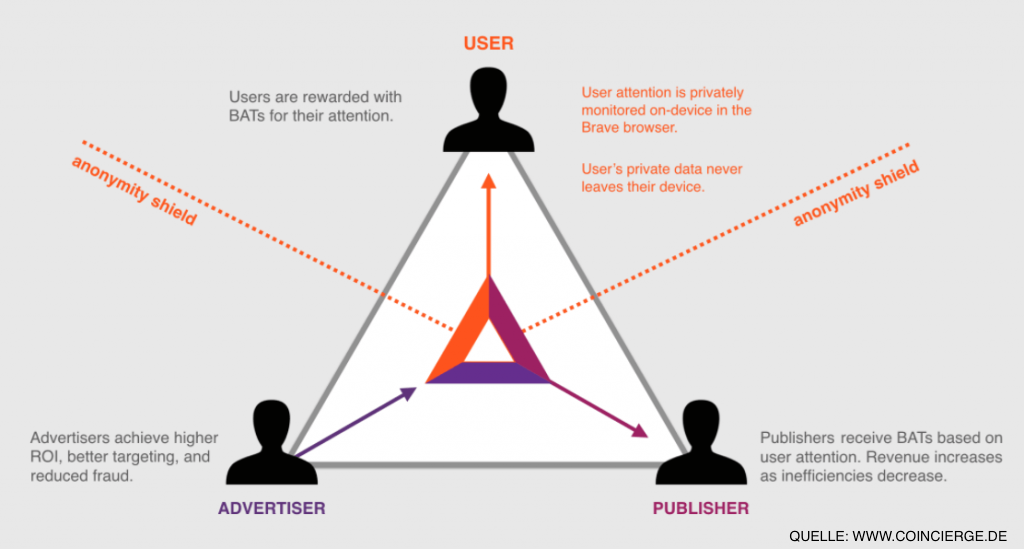 USER
Users are rewarded with
BATs for their attention.
User attention is privately
monitored on-device in the
Brave browser.
User's private data never
leaves their device.
anonymity shield
anonymity shield
Advertisers achieve higher
ROI, better targeting, and
reduced fraud.
ADVERTISER
Publishers receive BATs based on
user attention. Revenue increases
as inefficiencies decrease.
PUBLISHER
QUELLE: WWW.COINCIERGE.DE